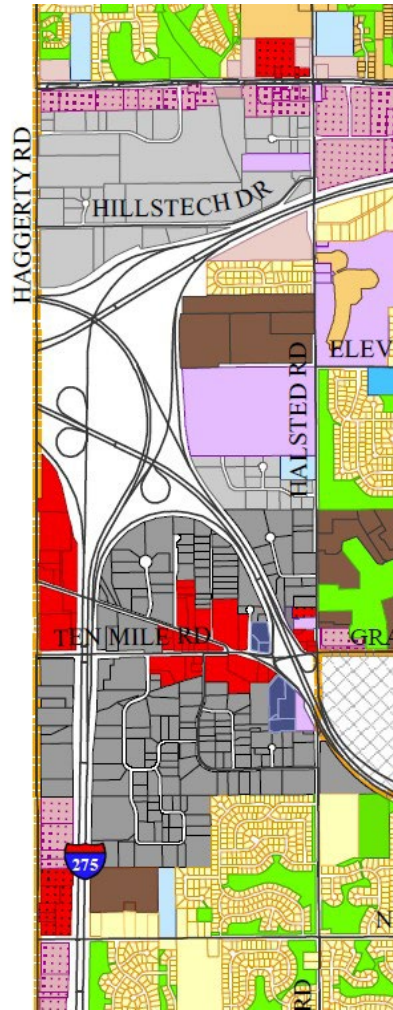 HAGGERTY RD
HILLSTECH DR
HALSTED RD
ELEV
TEN MILE RD
GRA
275
N
RD